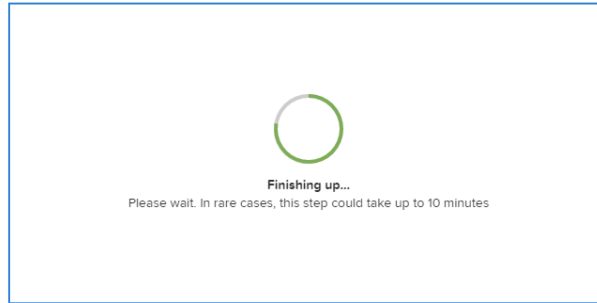 Finishing up...
Please wait. In rare cases, this step could take up to 10 minutes